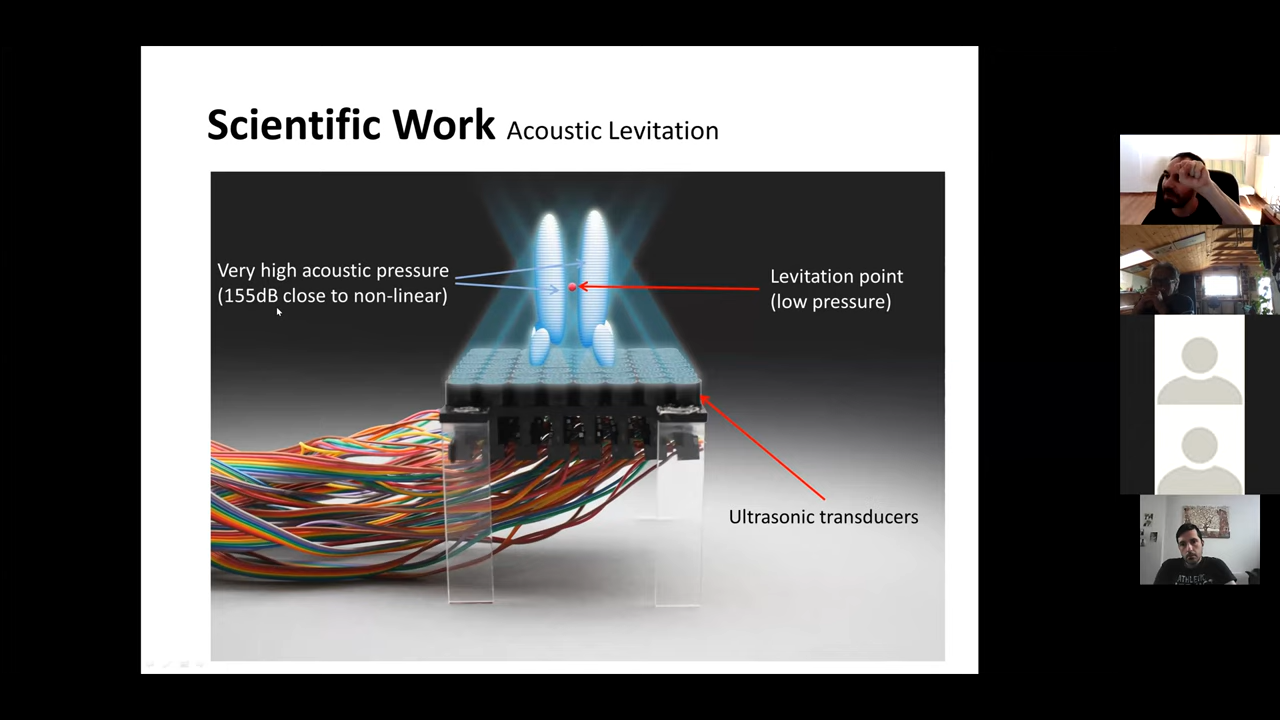 Scientific Work Acoustic Levitation
Very high acoustic pressure
(155dB close to non-linear)
Levitation point
(low pressure)
Ultrasonic transducers